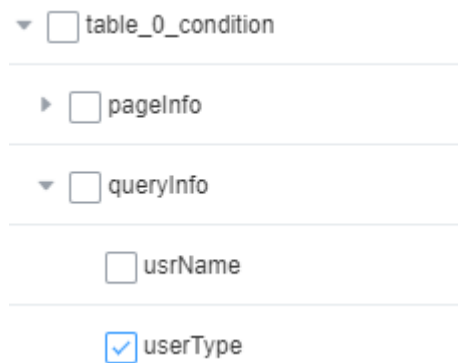 table_0_condition
pageInfo
queryInfo
usrName
userType